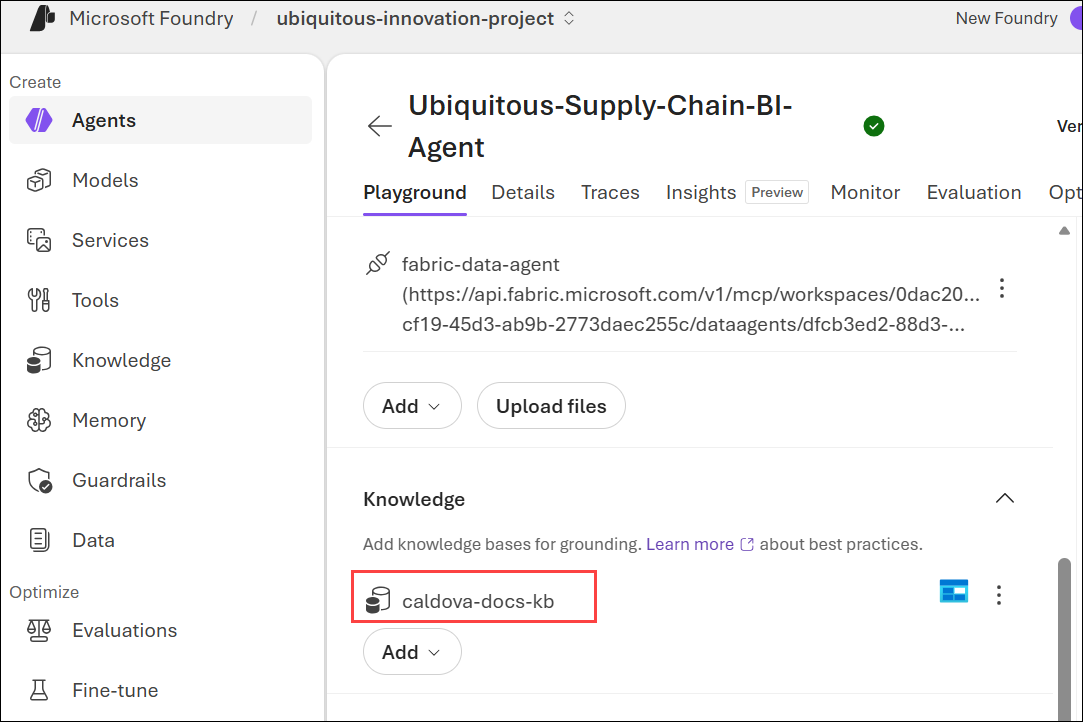 Microsoft Foundry / ubiquitous-innovation-project
New Foundry
Create
Agents
Models
Services
Tools
Knowledge
Memory
Guardrails
Data
Optimize
Evaluations
Fine-tune
Ubiquitous-Supply-Chain-BI-
Agent
Ver
Playground Details Traces Insights Preview Monitor Evaluation Opt
fabric-data-agent
(https://api.fabric.microsoft.com/v1/mcp/workspaces/0dac20...
cf19-45d3-ab9b-2773daec255c/dataagents/dfcb3ed2-88d3-...
Add Upload files
Knowledge
Add knowledge bases for grounding. Learn more about best practices.
caldova-docs-kb
Add